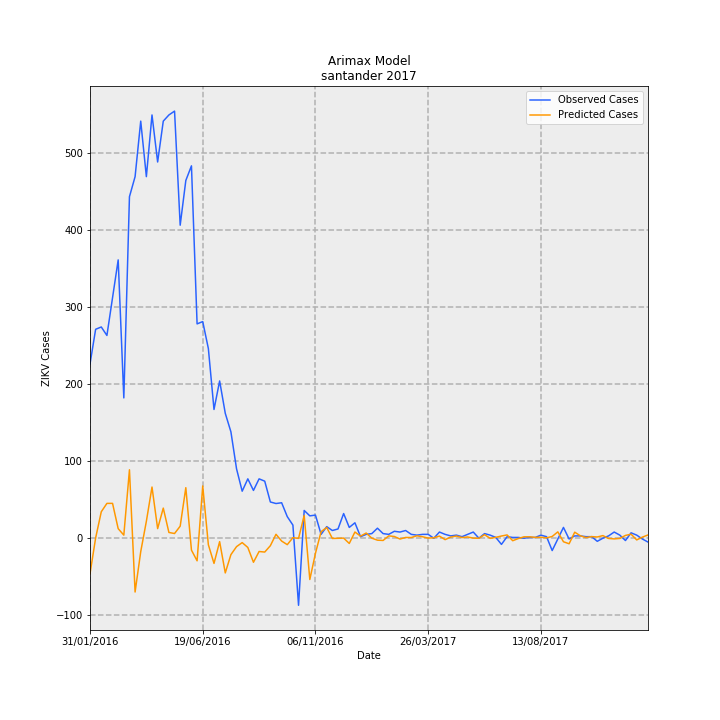 Arimax Model
santander 2017
Observed Cases
Predicted Cases
ZIKV Cases
500
400
300
200
100
0
−100
31/01/2016 19/06/2016 06/11/2016 26/03/2017 13/08/2017
Date